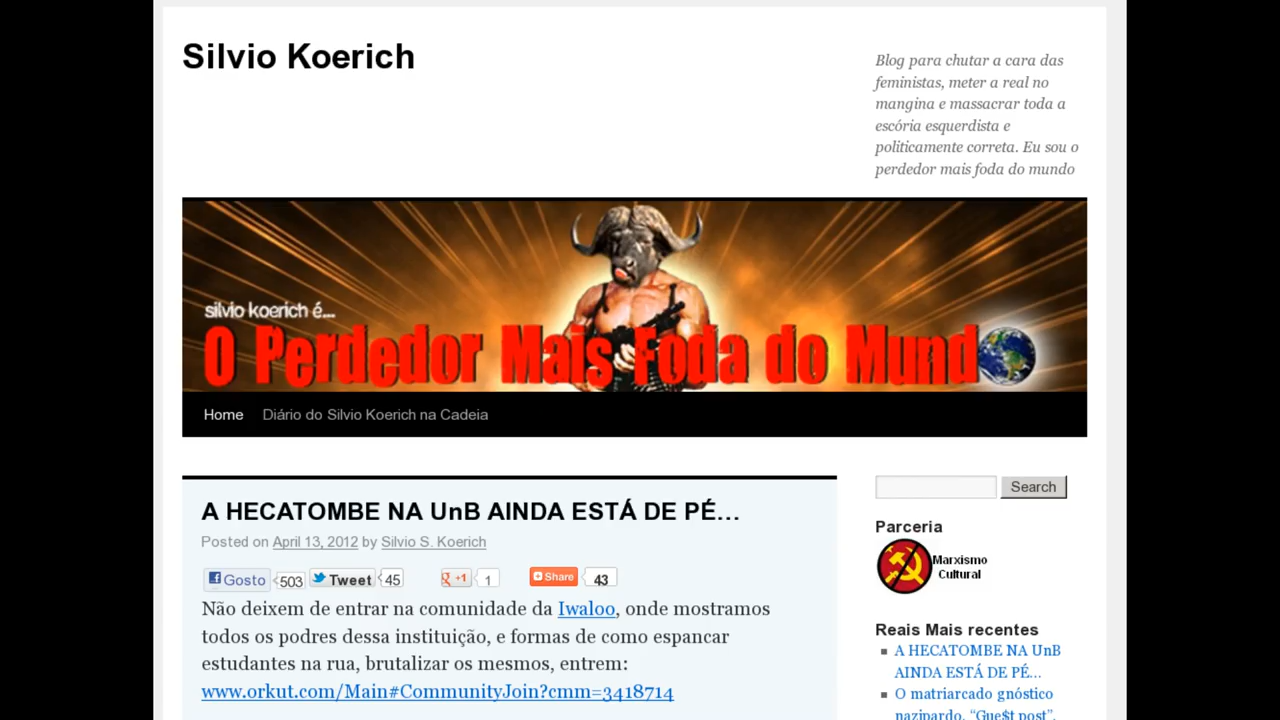 Silvio Koerich
Blog para chutar a cara das
feministas, meter a real no
mangina e massacrar toda a
escória esquerdista e
politicamente correta. Eu sou o
perdedor mais foda do mundo
silvio koerich é...
O Perdedor Mais Foda do Mund
Home Diário do Silvio Koerich na Cadeia
A HECATOMBE NA UnB AINDA ESTÁ DE PÉ…
Posted on April 13, 2012 by Silvio S. Koerich
Gosto 503 Tweet 45 +1 1 Share 43
Não deixem de entrar na comunidade da Iwaloo, onde mostramos
todos os podres dessa instituição, e formas de como espancar
estudantes na rua, brutalizar os mesmos, entrem:
www.orkut.com/Main#CommunityJoin?cmm=3418714
Search
Parceria
Marxismo
Cultural
Reais Mais recentes
A HECATOMBE NA UnB
AINDA ESTÁ DE PÉ…
O matriarcado gnóstico
nazipardo. “Gue$t post”.